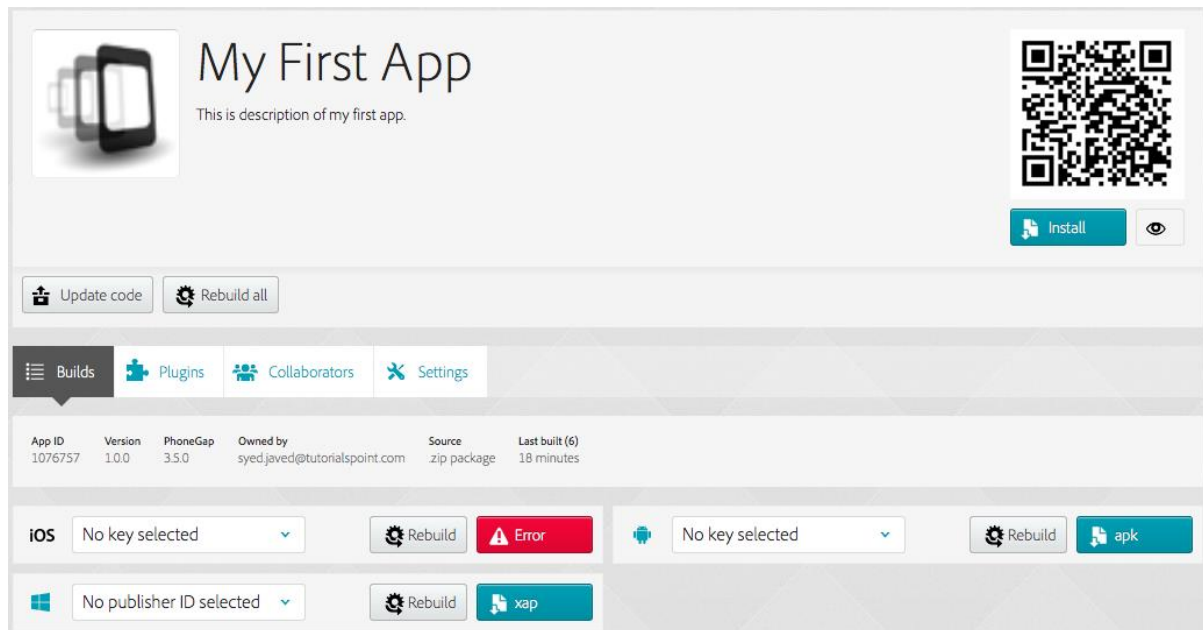 My First App
This is description of my first app.
Install
Update code Rebuild all
Builds Plugins Collaborators Settings
App ID Version PhoneGap Owned by Source Last built (6)
1076757 1.0.0 3.5.0 syed.javed@tutorialspoint.com .zip package 18 minutes
iOS No key selected Rebuild Error No key selected Rebuild apk
No publisher ID selected Rebuild xap